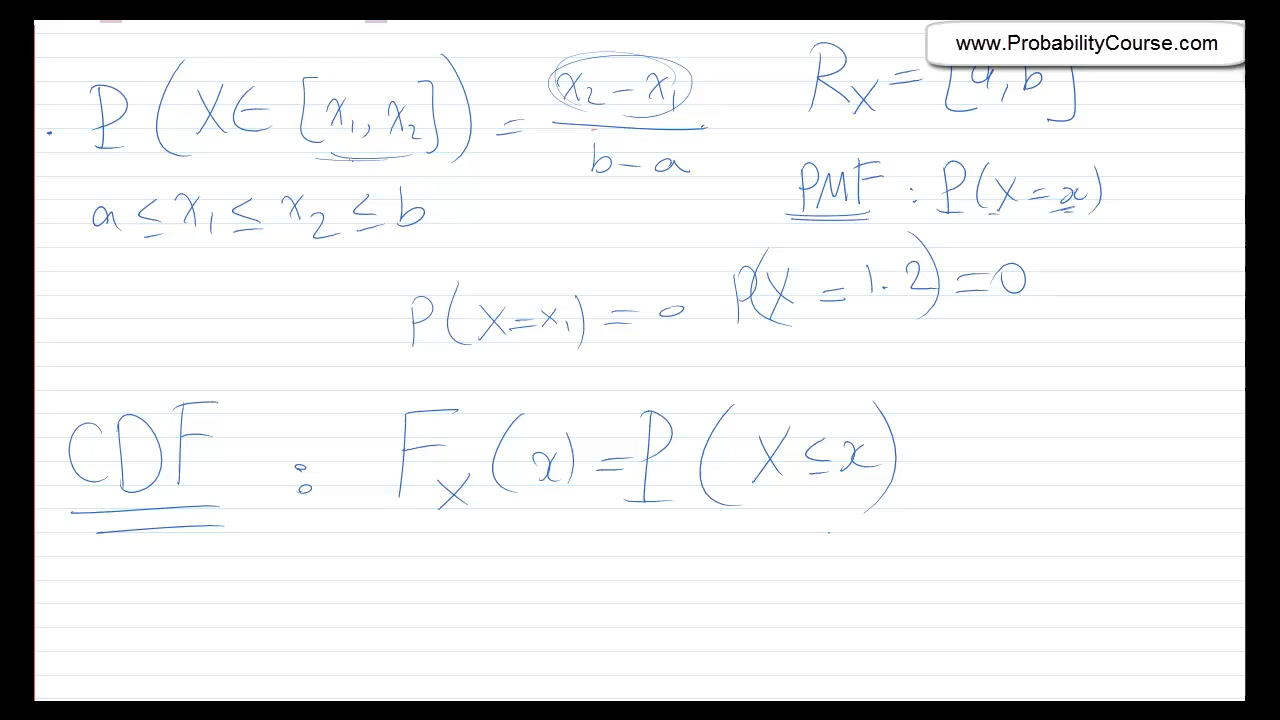 www.ProbabilityCourse.com
. P(X ∈ [x₁, x₂]) = (x₂ – x₁) / (b – a)
R_X = [a, b]
a ≤ x₁ ≤ x₂ ≤ b
PMF : P(X = x)
P(X = x₁) = 0
P(X = 1.2) = 0
CDF : F_X(x) = P(X ≤ x)